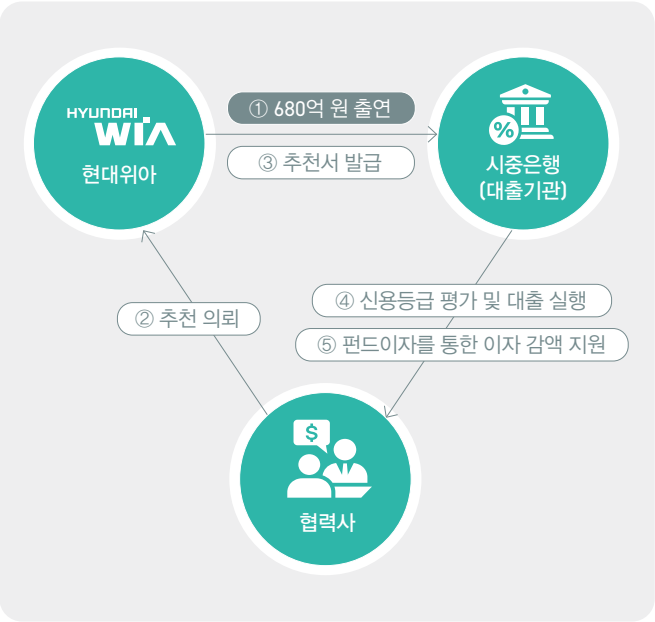 HYUNDAI
WIA
현대위아
① 680억 원 출연
③ 추천서 발급
%
시중은행
(대출기관)
② 추천 의뢰
④ 신용등급 평가 및 대출 실행
⑤ 펀드이자를 통한 이자 감액 지원
$
협력사